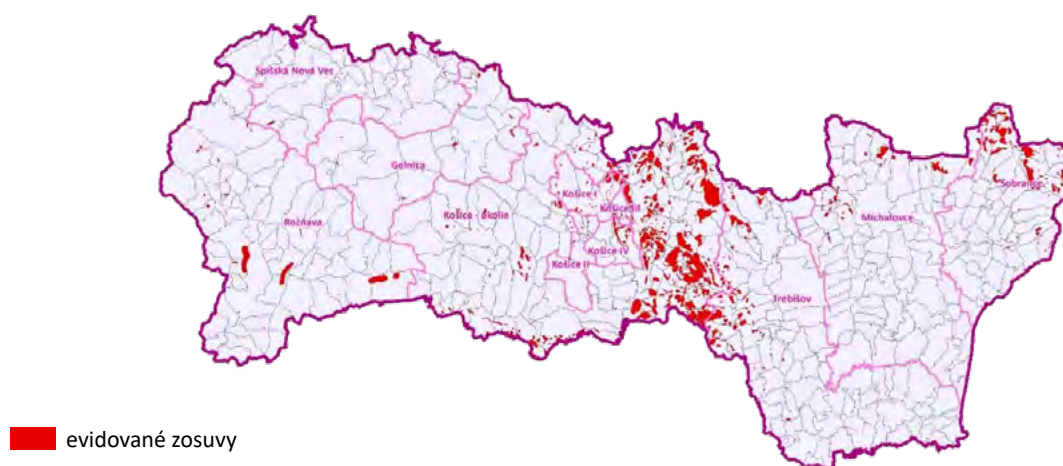 Spišská Nová Ves
Gelnica
Košice I
Sobrance
Košice - okolie
Košice III
Michalovce
Rožňava
Košice IV
Košice II
Trebišov
evidované zosuvy